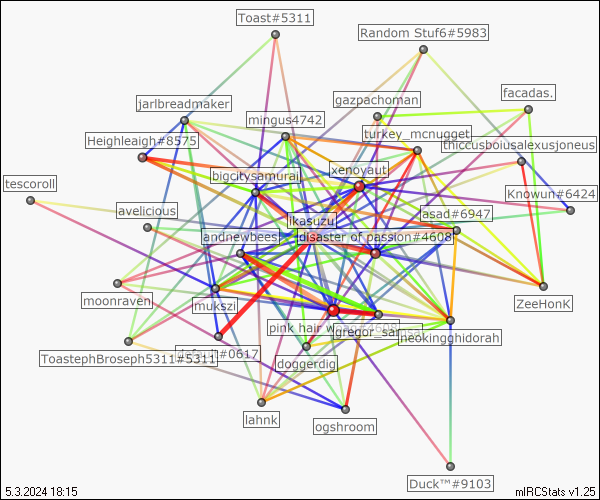 Toast#5311
Random Stuf6#5983
facadas.
gazpachoman
jarlbreadmaker
mingus4742
turkey_mcnugget
Heighleaigh#8575
thiccusboiusalexusjoneus
xenoyaut
bigcitysamurai
tescoroll
Knowun#6424
avelicious
ikasuzu
asad#6947
andnewbees
disaster of passion#4608
moonraven
mukszi
ZeeHonK
pink hair w
#4608
gregor_sa
neokingghidorah
ToastephBroseph5311#5311
#0617
doggerdig
lahnk
ogshroom
Duck™#9103
5.3.2024 18:15
mIRCStats v1.25